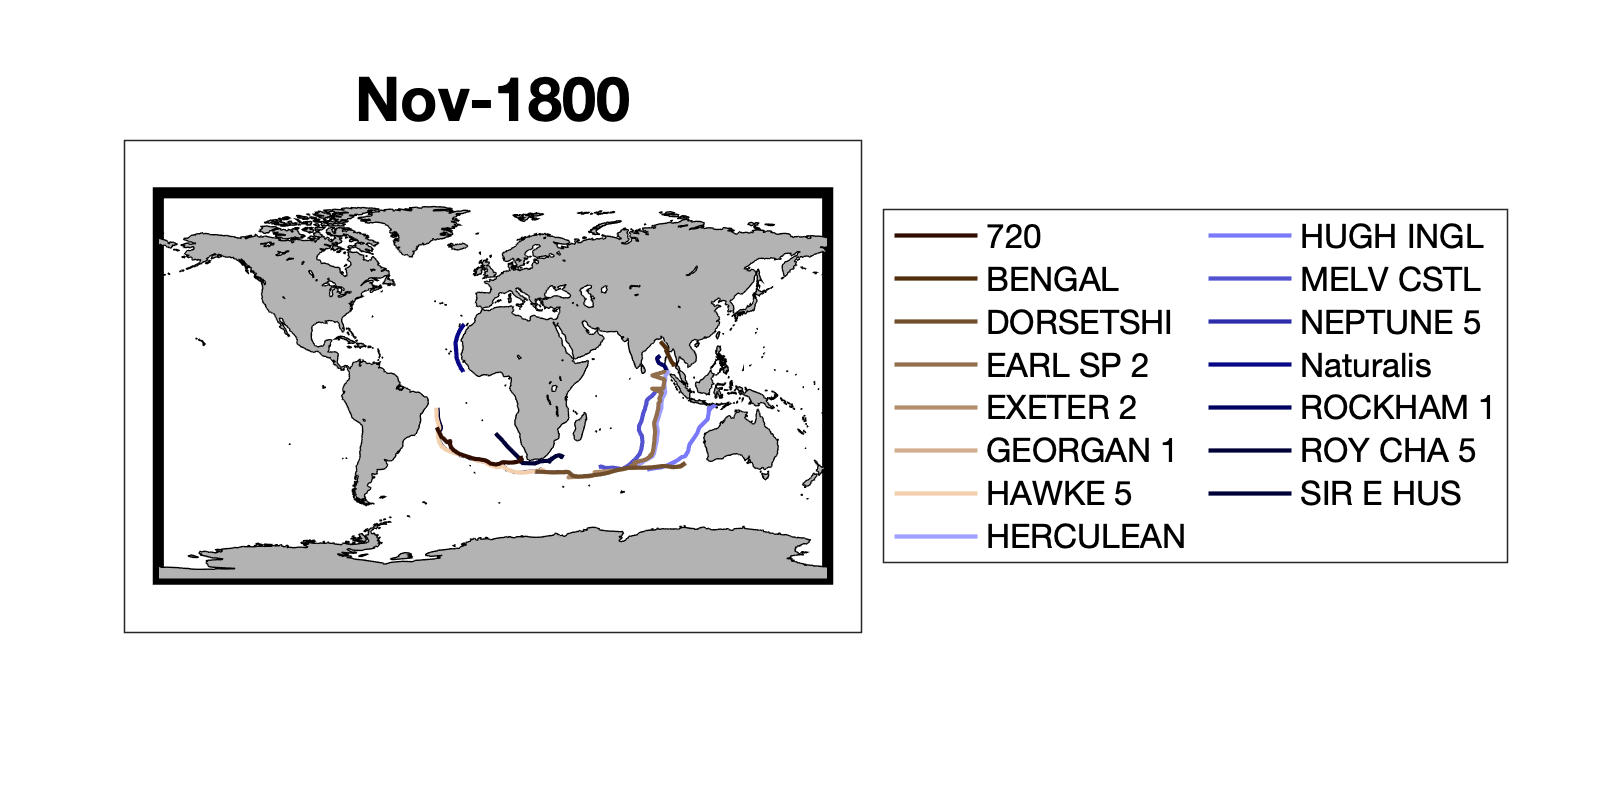 Nov-1800
720
BENGAL
DORSETSHI
EARL SP 2
EXETER 2
GEORGAN 1
HAWKE 5
HERCULEAN
HUGH INGL
MELV CSTL
NEPTUNE 5
Naturalis
ROCKHAM 1
ROY CHA 5
SIR E HUS